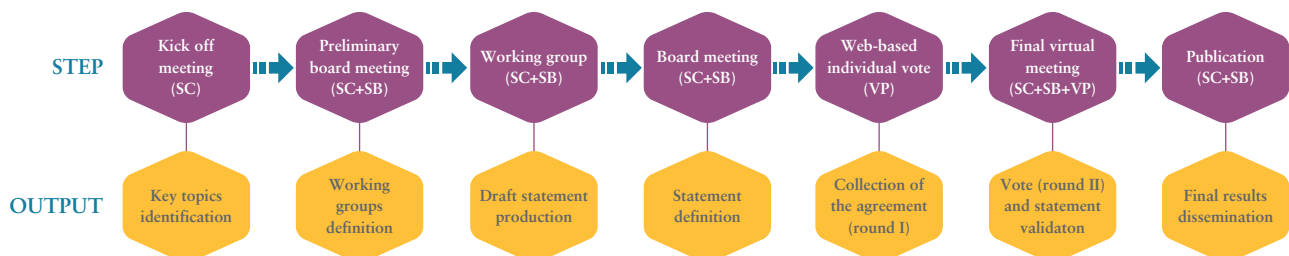 STEP
Kick off
meeting
(SC)
Preliminary
board meeting
(SC+SB)
Working group
(SC+SB)
Board meeting
(SC+SB)
Web-based
individual vote
(VP)
Final virtual
meeting
(SC+SB+VP)
Publication
(SC+SB)
OUTPUT
Key topics
identification
Working
groups
definition
Draft statement
production
Statement
definition
Collection of
the agreement
(round I)
Vote (round II)
and statement
validaton
Final results
dissemination